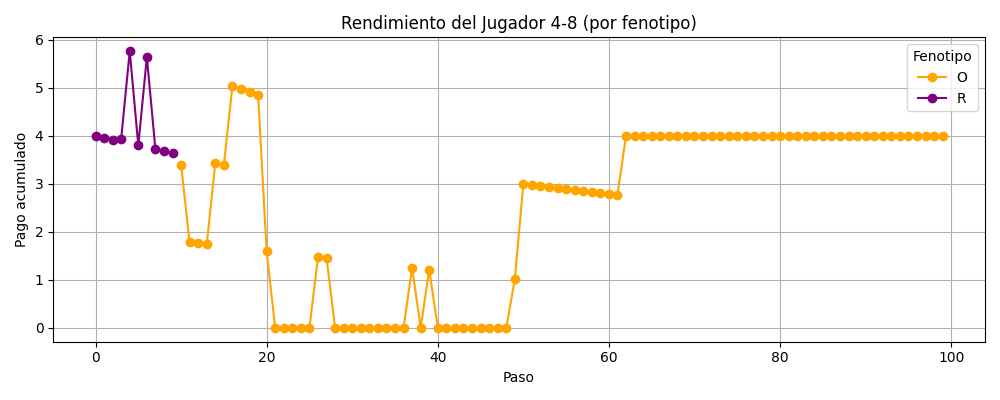 Rendimiento del Jugador 4-8 (por fenotipo)
Pago acumulado
6
5
4
3
2
1
0
Fenotipo
O
R
0 20 40 60 80 100
Paso